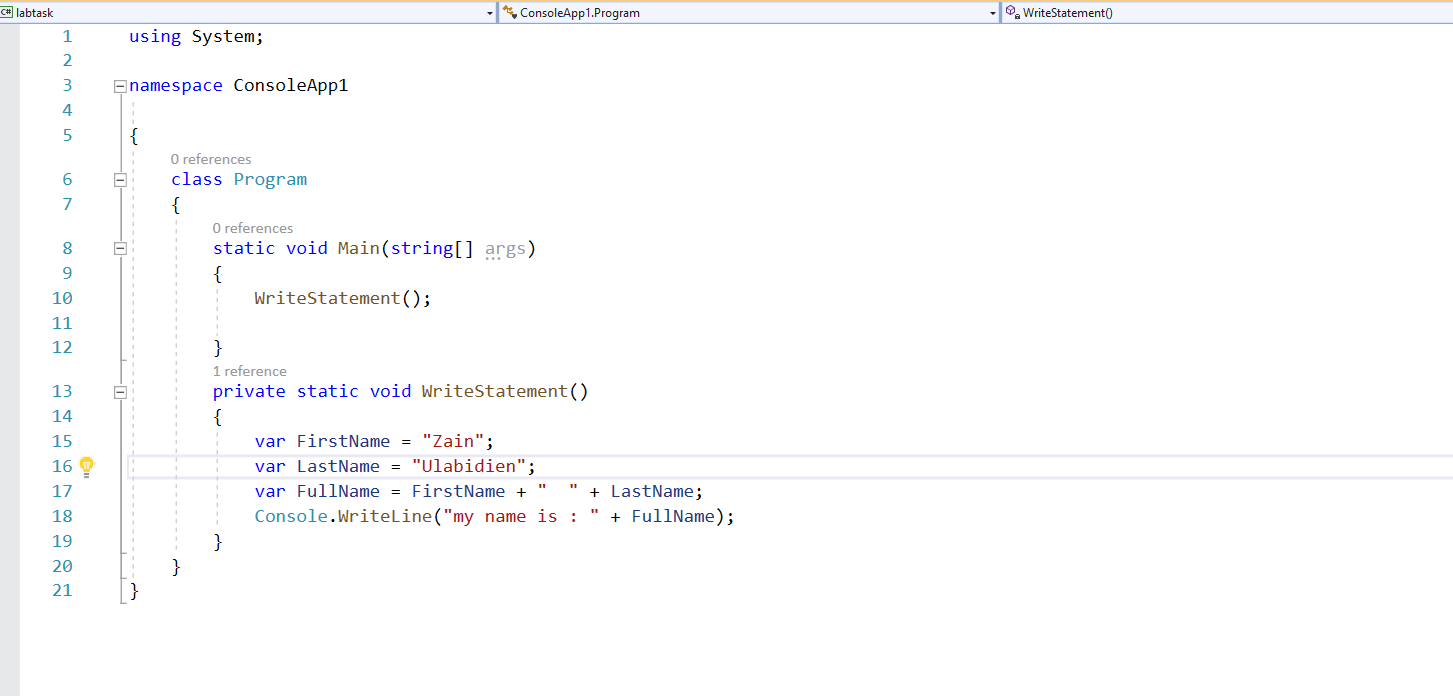 C# labtask ConsoleApp1.Program WriteStatement()
1 using System;
2
3 namespace ConsoleApp1
4
5 {
0 references
6 class Program
7 {
0 references
8 static void Main(string[] args)
9 {
10 WriteStatement();
11
12 }
1 reference
13 private static void WriteStatement()
14 {
15 var FirstName = "Zain";
16 var LastName = "Ulabidien";
17 var FullName = FirstName + "  " + LastName;
18 Console.WriteLine("my name is : " + FullName);
19 }
20 }
21 }